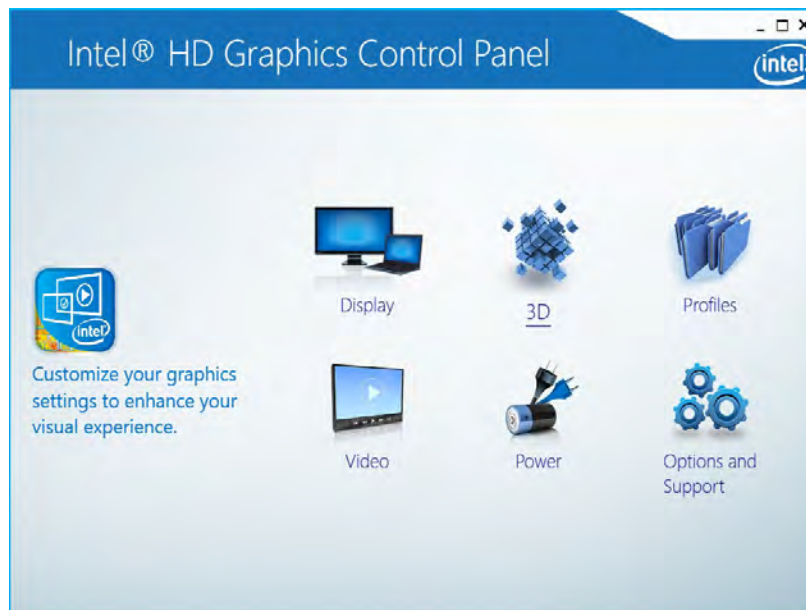 Intel® HD Graphics Control Panel
intel
Display
3D
Profiles
intel
Customize your graphics
settings to enhance your
visual experience.
Video
Power
Options and
Support